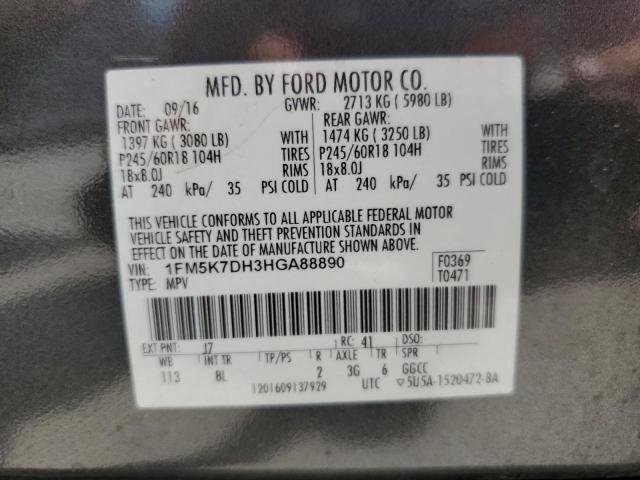 MFD. BY FORD MOTOR CO.
DATE: 09/16 GVWR: 2713 KG ( 5980 LB)
FRONT GAWR: REAR GAWR:
1397 KG ( 3080 LB) WITH 1474 KG ( 3250 LB) WITH
P245/60R18 104H TIRES P245/60R18 104H TIRES
18x8.0J RIMS 18x8.0J RIMS
AT 240 kPa/ 35 PSI COLD AT 240 kPa/ 35 PSI COLD
THIS VEHICLE CONFORMS TO ALL APPLICABLE FEDERAL MOTOR
VEHICLE SAFETY AND THEFT PREVENTION STANDARDS IN
EFFECT ON THE DATE OF MANUFACTURE SHOWN ABOVE.
VIN: 1FM5K7DH3HGA88890 F0369
TYPE: MPV T0471
EXT PNT: J7 RC: 41 DSO:
WB INT TR TP/PS R AXLE TR SPR
113 8L 2 3G 6 GGCC
1201609137929 UTC ▽5U5A-1520472-8A